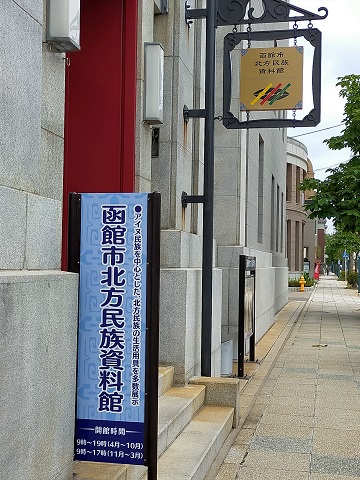 函館市
北方民族
資料館
●アイヌ民族を中心とした、北方民族の生活用具を多数展示
函館市北方民族資料館
開館時間
9時〜19時(4月〜10月)
9時〜17時(11月〜3月)